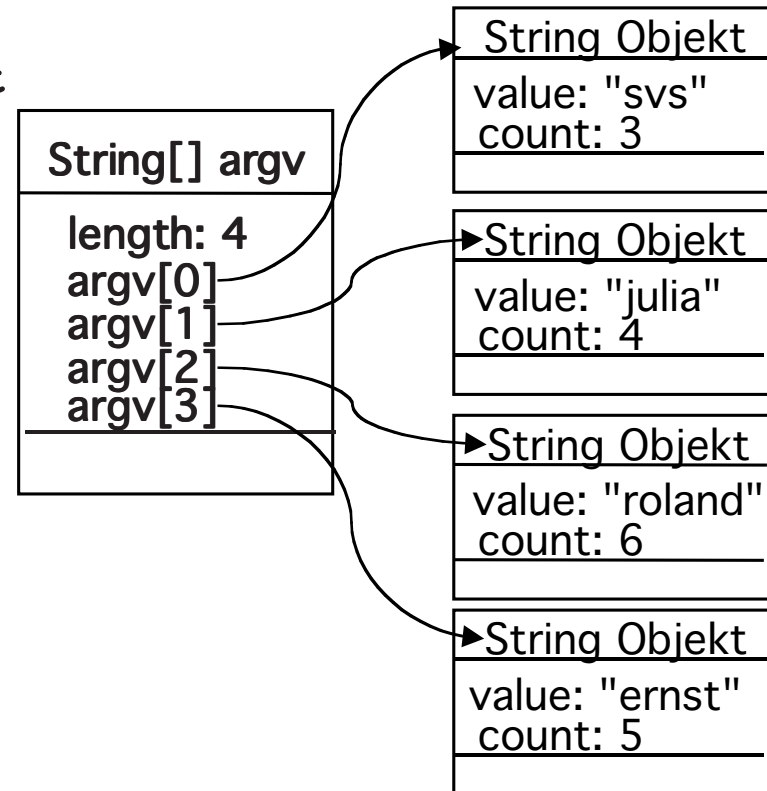 String[] argv
length: 4
argv[0]
argv[1]
argv[2]
argv[3]
String Objekt
value: "svs"
count: 3
String Objekt
value: "julia"
count: 4
String Objekt
value: "roland"
count: 6
String Objekt
value: "ernst"
count: 5